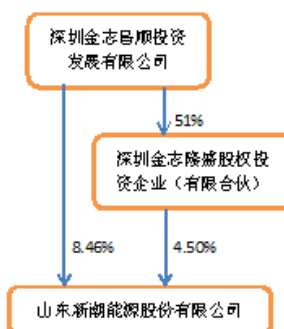 深圳金志昌顺投资
发展有限公司
51%
深圳金志隆盛股权投
资企业（有限合伙）
8.46%
4.50%
山东新潮能源股份有限公司